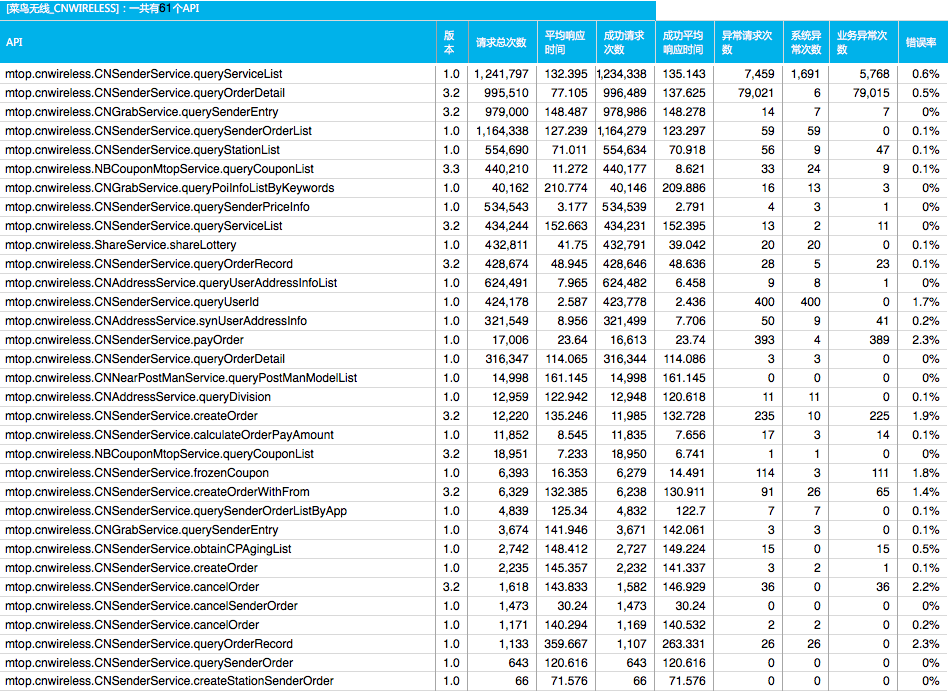 [菜鸟无线_CNWIRELESS]：一共有61个API
API 版本 请求总次数 平均响应时间 成功请求次数 成功平均响应时间 异常请求次数 系统异常次数 业务异常次数 错误率
mtop.cnwireless.CNSenderService.queryServiceList 1.0 1,241,797 132.395 1,234,338 135.143 7,459 1,691 5,768 0.6%
mtop.cnwireless.CNSenderService.queryOrderDetail 3.2 995,510 77.105 996,489 137.625 79,021 6 79,015 0.5%
mtop.cnwireless.CNGrabService.querySenderEntry 3.2 979,000 148.487 978,986 148.278 14 7 7 0%
mtop.cnwireless.CNSenderService.querySenderOrderList 1.0 1,164,338 127.239 1,164,279 123.297 59 59 0 0.1%
mtop.cnwireless.CNSenderService.queryStationList 1.0 554,690 71.011 554,634 70.918 56 9 47 0.1%
mtop.cnwireless.NBCouponMtopService.queryCouponList 3.3 440,210 11.272 440,177 8.621 33 24 9 0.1%
mtop.cnwireless.CNGrabService.queryPoiInfoListByKeywords 1.0 40,162 210.774 40,146 209.886 16 13 3 0%
mtop.cnwireless.CNSenderService.querySenderPriceInfo 1.0 534,543 3.177 534,539 2.791 4 3 1 0%
mtop.cnwireless.CNSenderService.queryServiceList 3.2 434,244 152.663 434,231 152.395 13 2 11 0%
mtop.cnwireless.ShareService.shareLottery 1.0 432,811 41.75 432,791 39.042 20 20 0 0.1%
mtop.cnwireless.CNSenderService.queryOrderRecord 3.2 428,674 48.945 428,646 48.636 28 5 23 0.1%
mtop.cnwireless.CNAddressService.queryUserAddressInfoList 1.0 624,491 7.965 624,482 6.458 9 8 1 0%
mtop.cnwireless.CNSenderService.queryUserId 1.0 424,178 2.587 423,778 2.436 400 400 0 1.7%
mtop.cnwireless.CNAddressService.synUserAddressInfo 1.0 321,549 8.956 321,499 7.706 50 9 41 0.2%
mtop.cnwireless.CNSenderService.payOrder 1.0 17,006 23.64 16,613 23.74 393 4 389 2.3%
mtop.cnwireless.CNSenderService.queryOrderDetail 1.0 316,347 114.065 316,344 114.086 3 3 0 0%
mtop.cnwireless.CNNearPostManService.queryPostManModelList 1.0 14,998 161.145 14,998 161.145 0 0 0 0%
mtop.cnwireless.CNAddressService.queryDivision 1.0 12,959 122.942 12,948 120.618 11 11 0 0.1%
mtop.cnwireless.CNSenderService.createOrder 3.2 12,220 135.246 11,985 132.728 235 10 225 1.9%
mtop.cnwireless.CNSenderService.calculateOrderPayAmount 1.0 11,852 8.545 11,835 7.656 17 3 14 0.1%
mtop.cnwireless.NBCouponMtopService.queryCouponList 3.2 18,951 7.233 18,950 6.741 1 1 0 0%
mtop.cnwireless.CNSenderService.frozenCoupon 1.0 6,393 16.353 6,279 14.491 114 3 111 1.8%
mtop.cnwireless.CNSenderService.createOrderWithFrom 3.2 6,329 132.385 6,238 130.911 91 26 65 1.4%
mtop.cnwireless.CNSenderService.querySenderOrderListByApp 1.0 4,839 125.34 4,832 122.7 7 7 0 0.1%
mtop.cnwireless.CNGrabService.querySenderEntry 1.0 3,674 141.946 3,671 142.061 3 3 0 0.1%
mtop.cnwireless.CNSenderService.obtainCPAgingList 1.0 2,742 148.412 2,727 149.224 15 0 15 0.5%
mtop.cnwireless.CNSenderService.createOrder 1.0 2,235 145.357 2,232 141.337 3 2 1 0.1%
mtop.cnwireless.CNSenderService.cancelOrder 3.2 1,618 143.833 1,582 146.929 36 0 36 2.2%
mtop.cnwireless.CNSenderService.cancelSenderOrder 1.0 1,473 30.24 1,473 30.24 0 0 0 0%
mtop.cnwireless.CNSenderService.cancelOrder 1.0 1,171 140.294 1,169 140.532 2 2 0 0.2%
mtop.cnwireless.CNSenderService.queryOrderRecord 1.0 1,133 359.667 1,107 263.331 26 26 0 2.3%
mtop.cnwireless.CNSenderService.querySenderOrder 1.0 643 120.616 643 120.616 0 0 0 0%
mtop.cnwireless.CNSenderService.createStationSenderOrder 1.0 66 71.576 66 71.576 0 0 0 0%